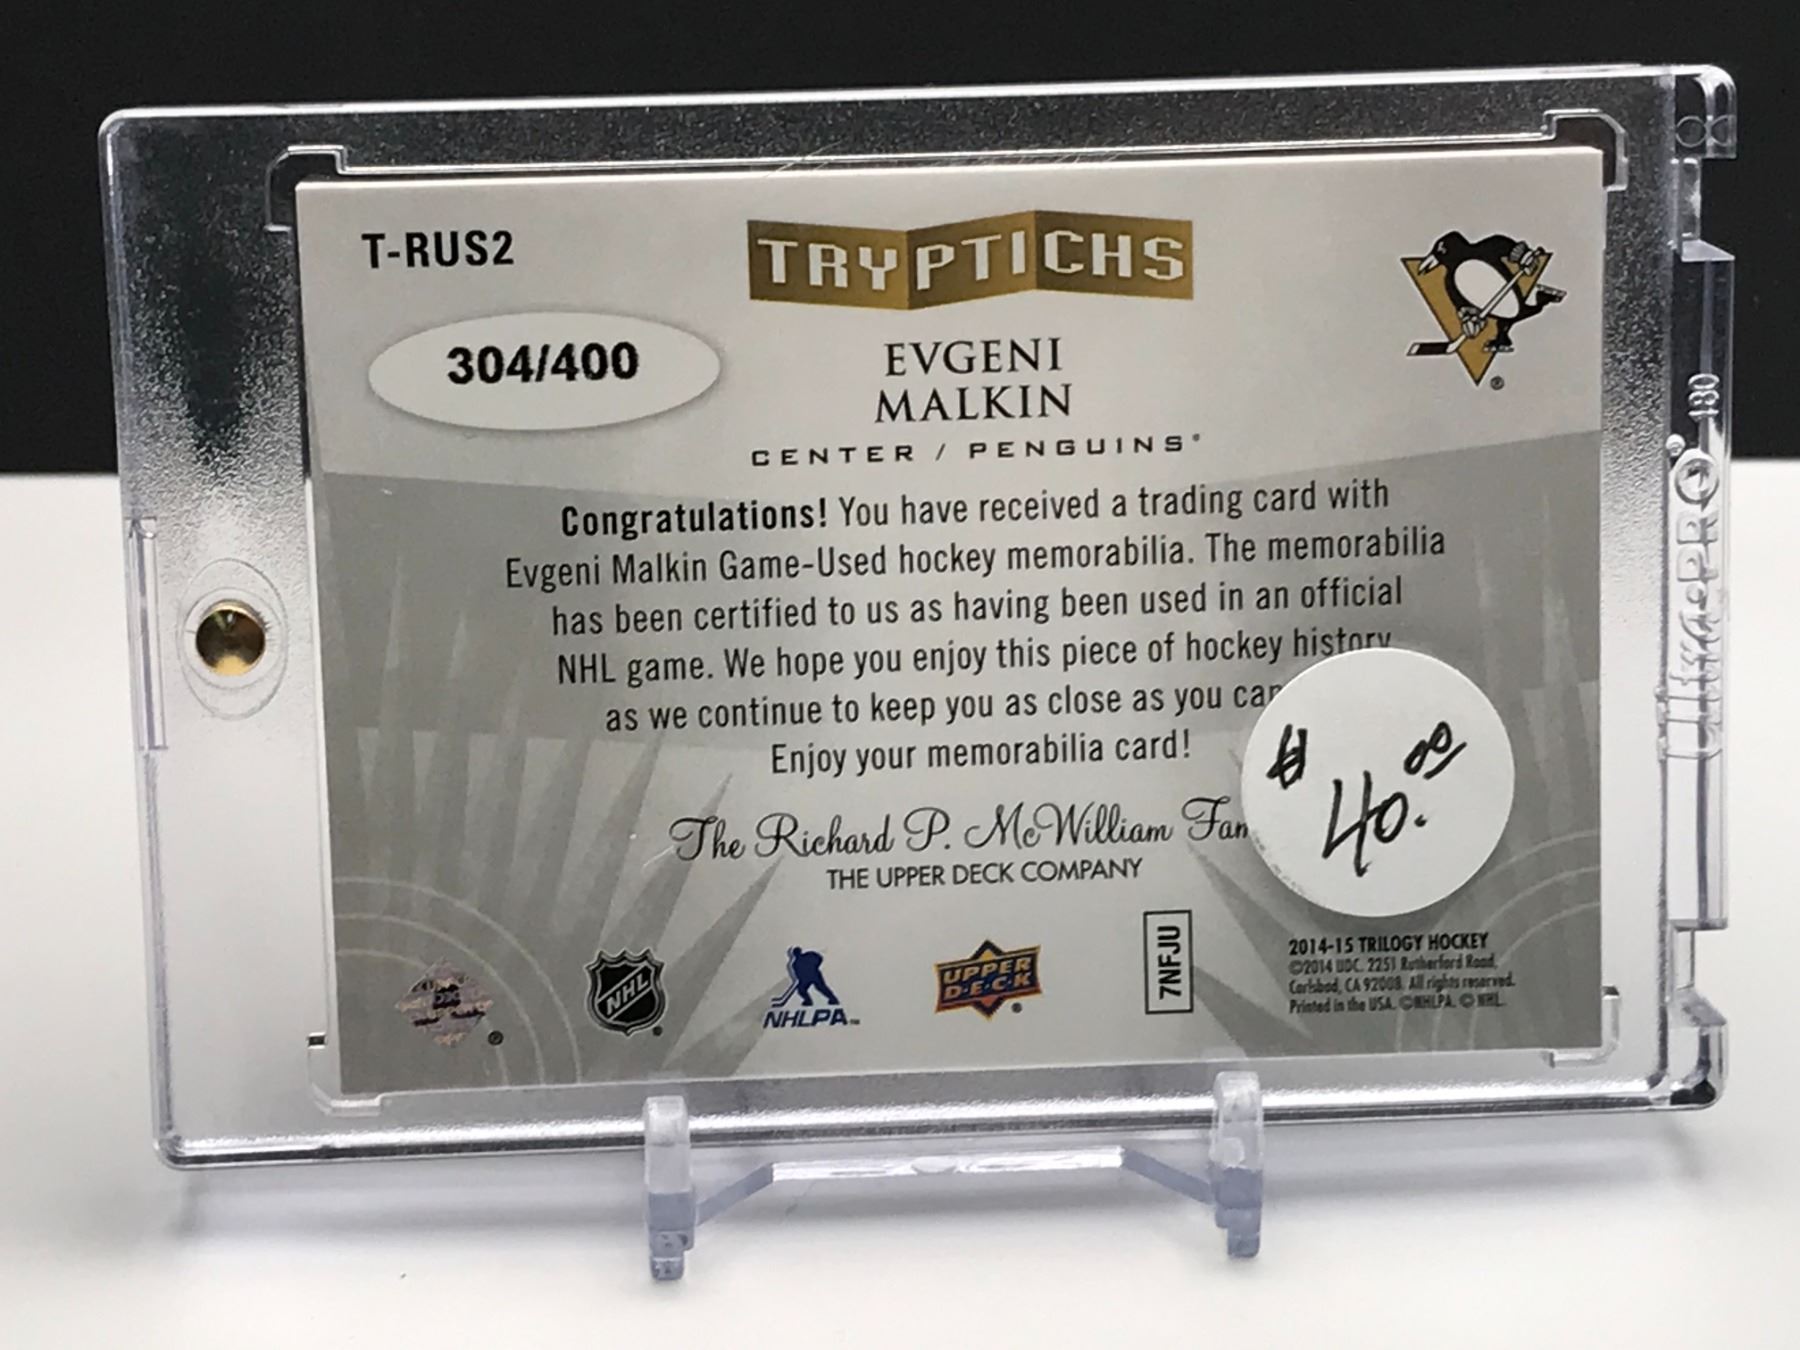 T-RUS2
TRYPTICHS
304/400
EVGENI
MALKIN
CENTER / PENGUINS®
Congratulations! You have received a trading card with
Evgeni Malkin Game-Used hockey memorabilia. The memorabilia
has been certified to us as having been used in an official
NHL game. We hope you enjoy this piece of hockey history
as we continue to keep you as close as you
Enjoy your memorabilia card!
$ 40.00
The Richard P. McWilliam
THE UPPER DECK COMPANY
NHL
NHLPA
UPPER
D·E·C·K
7NFJU
2014-15 TRILOGY HOCKEY
©2014 UDC. 2251 Rutherford Road,
Carlsbad, CA 92008. All rights reserved.
Printed in the USA. ©NHLPA. © NHL.
UltraPRO
130